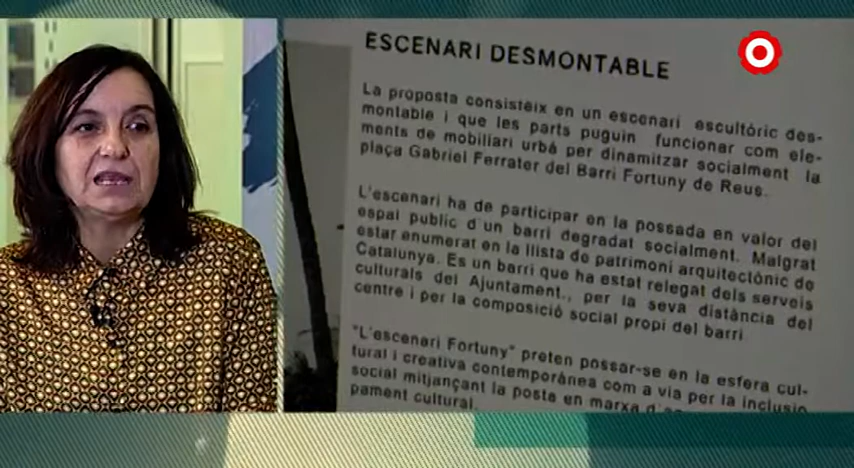 ESCENARI DESMONTABLE
La proposta consisteix en un escenari escultóric des-
montable i que les parts puguin funcionar com ele-
ments de mobiliari urbà per dinamitzar socialment la
plaça Gabriel Ferrater del Barri Fortuny de Reus.
L'escenari ha de participar en la possada en valor del
espai public d'un barri degradat socialment. Malgrat
estar enumerat en la llista de patrimoni arquitectònic de
Catalunya. Es un barri que ha estat relegat dels serveis
culturals del Ajuntament., per la seva distància del
centre i per la composició social propi del barri
"L'escenari Fortuny" preten possar-se en la esfera cul-
tural i creativa contemporànea com a via per la inclusio
social mitjançant la posta en marxa
pament cultural.